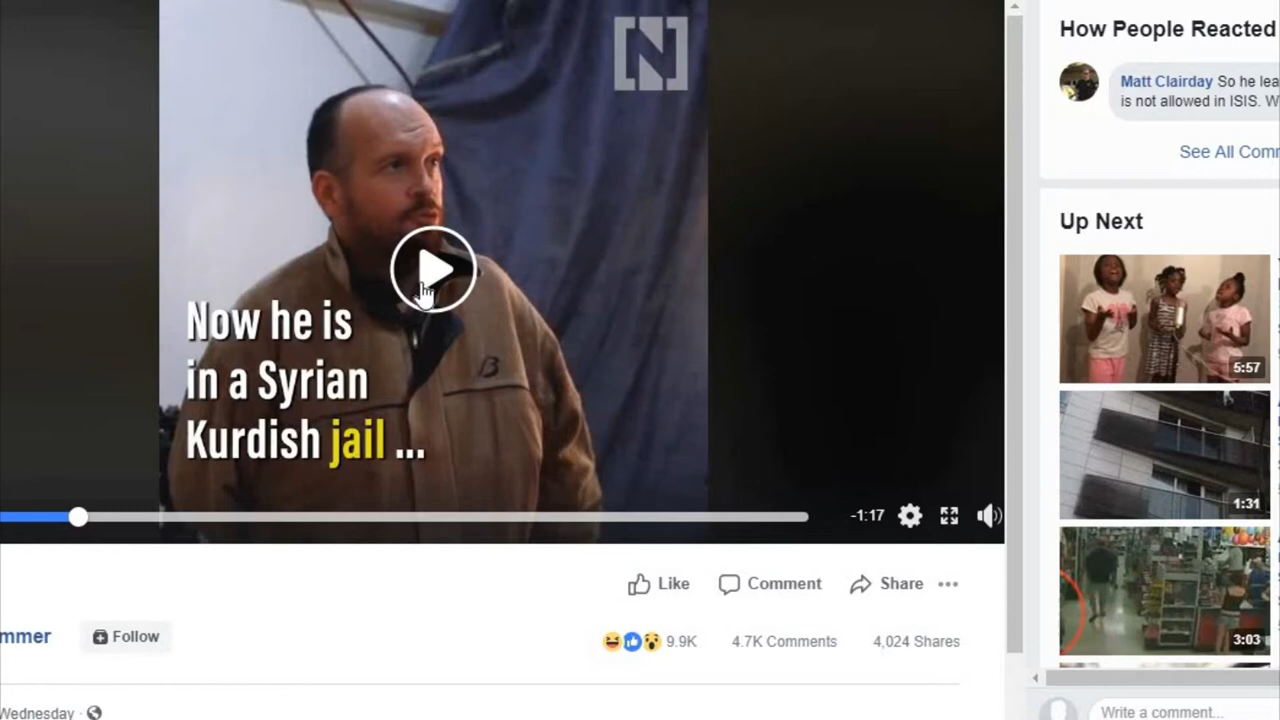 [N]
Now he is
in a Syrian
Kurdish jail ...
-1:17
Like
Comment
Share
mmer
Follow
9.9K
4.7K Comments
4,024 Shares
Wednesday
How People Reacted
Matt Clairday So he lea
is not allowed in ISIS. W
See All Comm
Up Next
5:57
1:31
3:03
Write a comment...